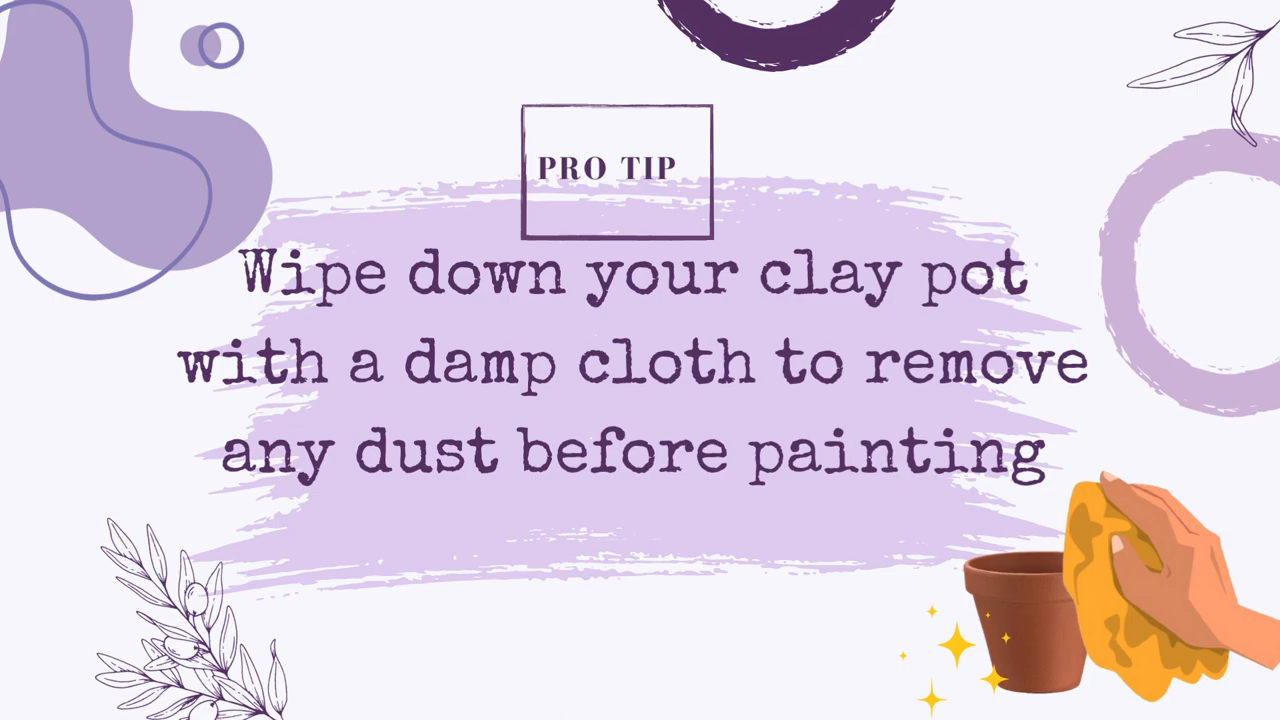 PRO TIP
Wipe down your clay pot
with a damp cloth to remove
any dust before painting